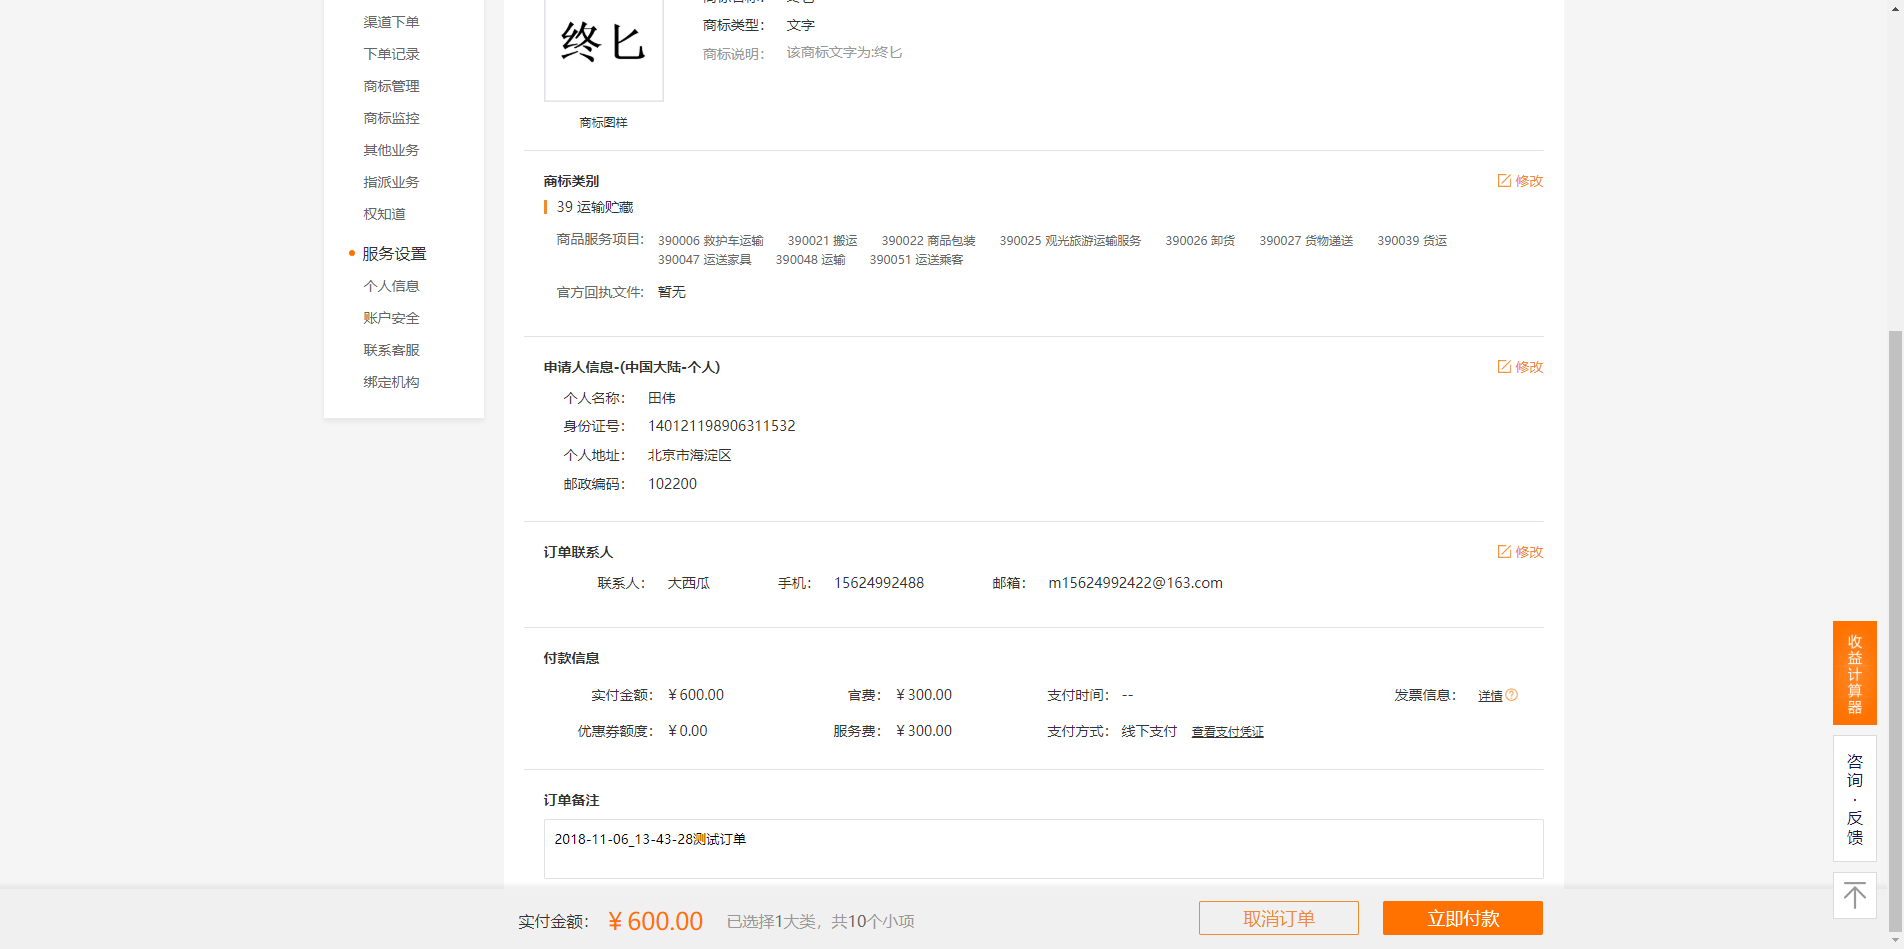 渠道下单
下单记录
商标管理
商标监控
其他业务
指派业务
权知道
服务设置
个人信息
账户安全
联系客服
绑定机构
终匕
商标图样
商标类型： 文字
商标说明： 该商标文字为:终匕
商标类别 修改
39 运输贮藏
商品服务项目: 390006 救护车运输 390021 搬运 390022 商品包装 390025 观光旅游运输服务 390026 卸货 390027 货物递送 390039 货运
390047 运送家具 390048 运输 390051 运送乘客
官方回执文件: 暂无
申请人信息-(中国大陆-个人) 修改
个人名称： 田伟
身份证号： 140121198906311532
个人地址： 北京市海淀区
邮政编码： 102200
订单联系人 修改
联系人： 大西瓜 手机： 15624992488 邮箱： m15624992422@163.com
付款信息
实付金额： ¥600.00 官费： ¥300.00 支付时间： -- 发票信息： 详情
优惠券额度： ¥0.00 服务费： ¥300.00 支付方式： 线下支付 查看支付凭证
订单备注
2018-11-06_13-43-28测试订单
实付金额： ¥600.00 已选择1大类，共10个小项 取消订单 立即付款
收益计算器
咨询·反馈